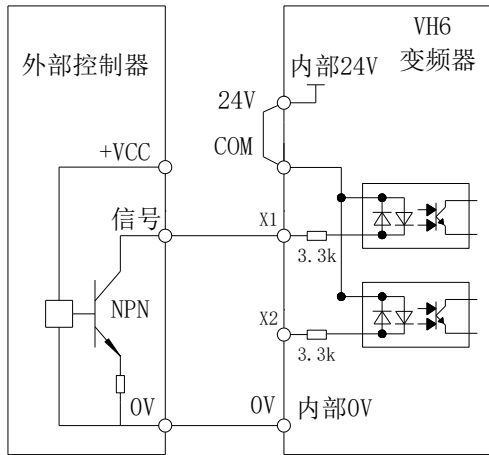 外部控制器
VH6
变频器
内部24V
24V
COM
+VCC
信号
X1
3.3k
NPN
X2
3.3k
0V
0V
内部0V